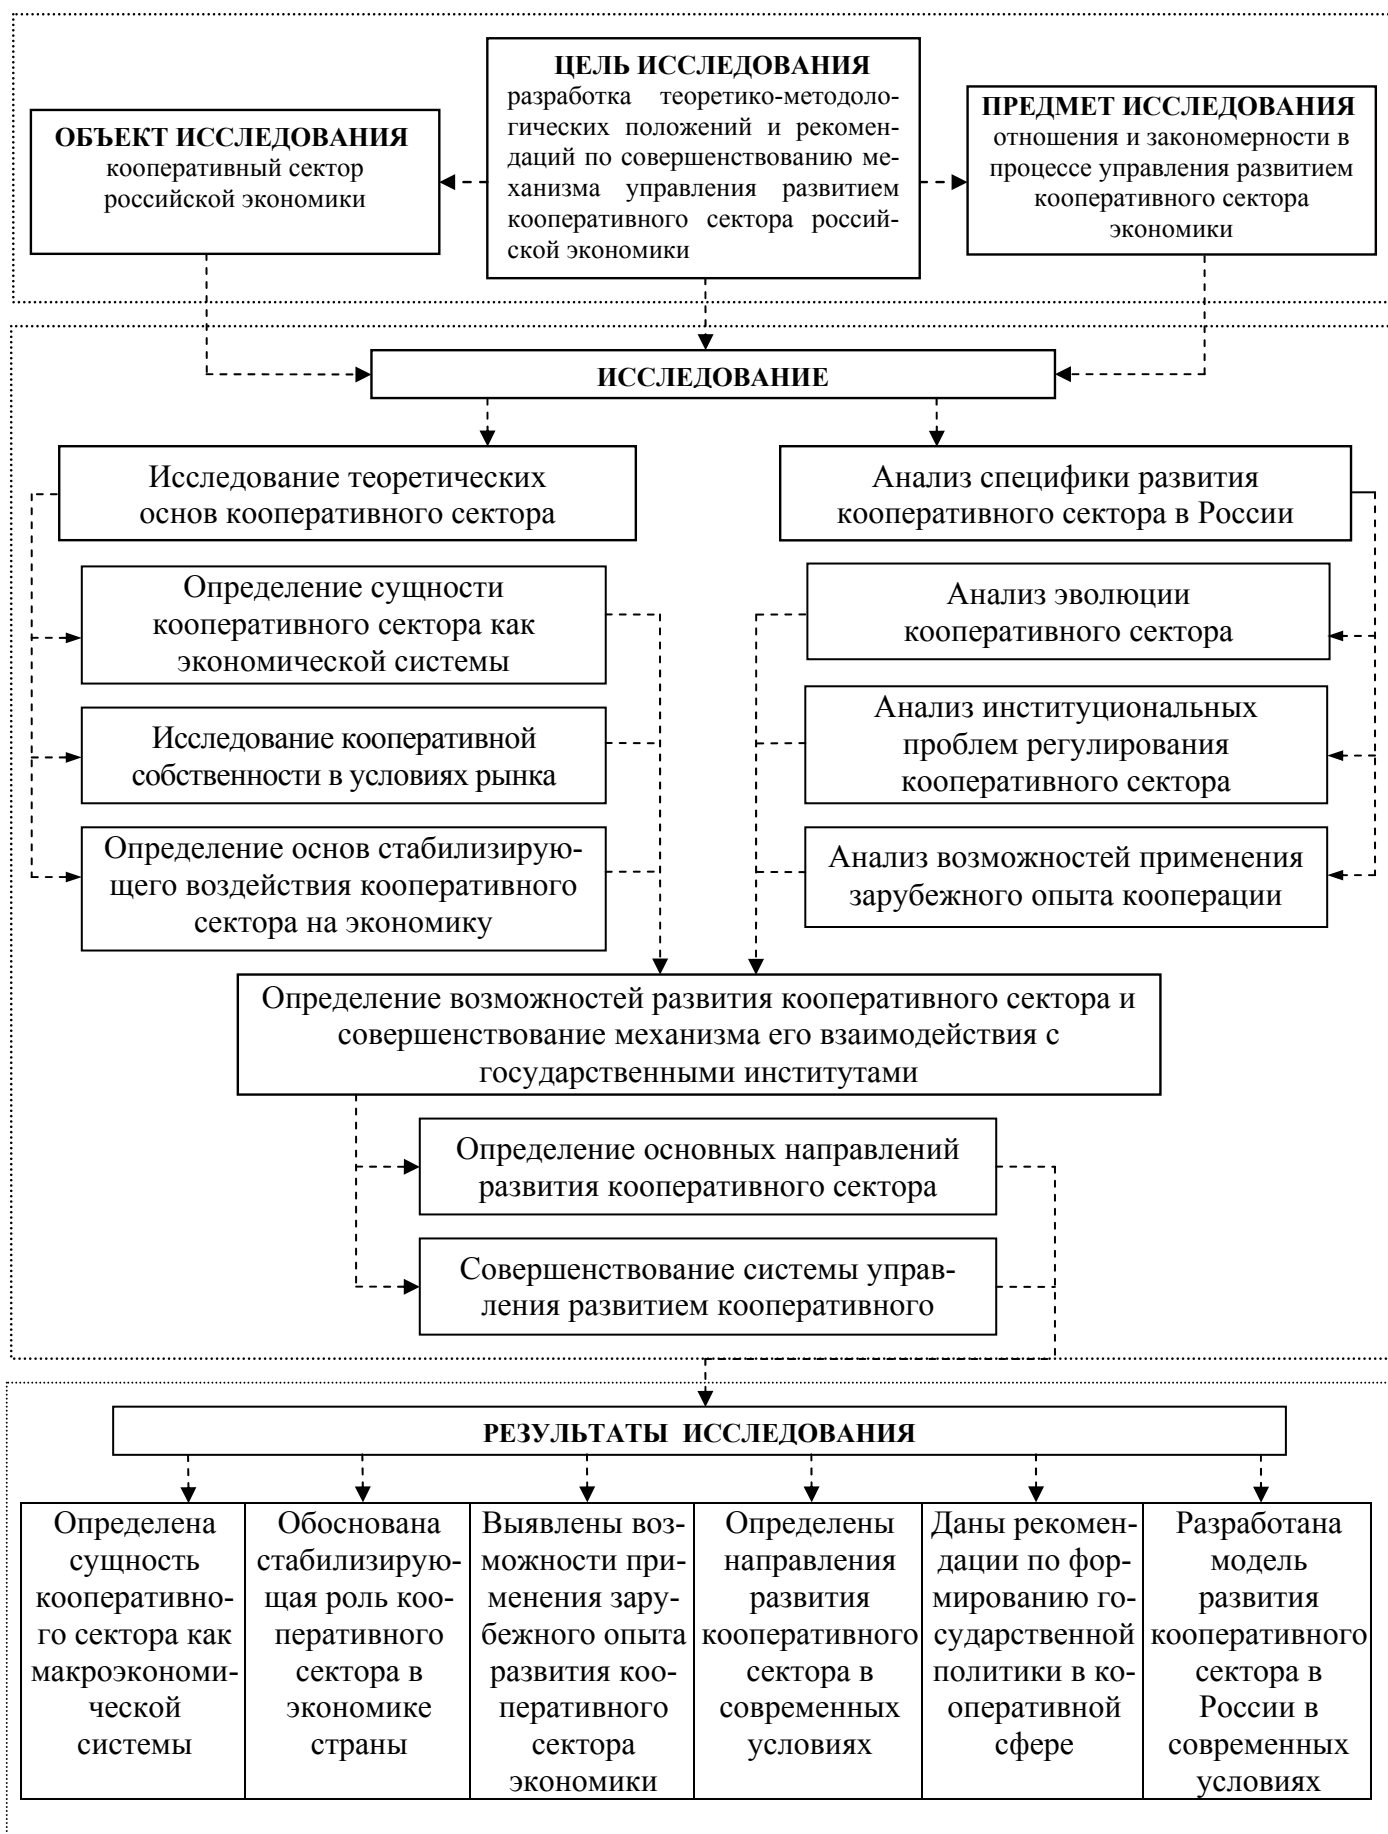 ЦЕЛЬ ИССЛЕДОВАНИЯ
разработка теоретико-методоло-
гических положений и рекомен-
даций по совершенствованию ме-
ханизма управления развитием
кооперативного сектора россий-
ской экономики
ОБЪЕКТ ИССЛЕДОВАНИЯ
кооперативный сектор
российской экономики
ПРЕДМЕТ ИССЛЕДОВАНИЯ
отношения и закономерности в
процессе управления развитием
кооперативного сектора
экономики
ИССЛЕДОВАНИЕ
Исследование теоретических
основ кооперативного сектора
Определение сущности
кооперативного сектора как
экономической системы
Исследование кооперативной
собственности в условиях рынка
Определение основ стабилизирую-
щего воздействия кооперативного
сектора на экономику
Анализ специфики развития
кооперативного сектора в России
Анализ эволюции
кооперативного сектора
Анализ институциональных
проблем регулирования
кооперативного сектора
Анализ возможностей применения
зарубежного опыта кооперации
Определение возможностей развития кооперативного сектора и
совершенствование механизма его взаимодействия с
государственными институтами
Определение основных направлений
развития кооперативного сектора
Совершенствование системы управ-
ления развитием кооперативного
РЕЗУЛЬТАТЫ ИССЛЕДОВАНИЯ
Определена
сущность
кооперативно-
го сектора как
макроэкономи-
ческой
системы
Обоснована
стабилизирую-
щая роль коо-
перативного
сектора в
экономике
страны
Выявлены воз-
можности при-
менения зару-
бежного опыта
развития коо-
перативного
сектора
экономики
Определены
направления
развития
кооперативного
сектора в
современных
условиях
Даны рекомен-
дации по фор-
мированию го-
сударственной
политики в ко-
оперативной
сфере
Разработана
модель
развития
кооперативного
сектора в
России в
современных
условиях